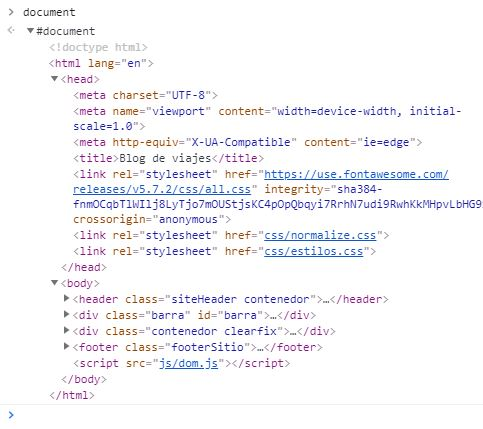 > document
#document
<!doctype html>
<html lang="en">
<head>
<meta charset="UTF-8">
<meta name="viewport" content="width=device-width, initial-
scale=1.0">
<meta http-equiv="X-UA-Compatible" content="ie=edge">
<title>Blog de viajes</title>
<link rel="stylesheet" href="https://use.fontawesome.com/
releases/v5.7.2/css/all.css" integrity="sha384-
fnmOCqbTlWIlj8LyTjo7mOUStjsKC4pOpQbqyi7RrhN7udi9RwhKkMHpvLbHG9
crossorigin="anonymous">
<link rel="stylesheet" href="css/normalize.css">
<link rel="stylesheet" href="css/estilos.css">
</head>
<body>
<header class="siteHeader contenedor">…</header>
<div class="barra" id="barra">…</div>
<div class="contenedor clearfix">…</div>
<footer class="footerSitio">…</footer>
<script src="js/dom.js"></script>
</body>
</html>
>